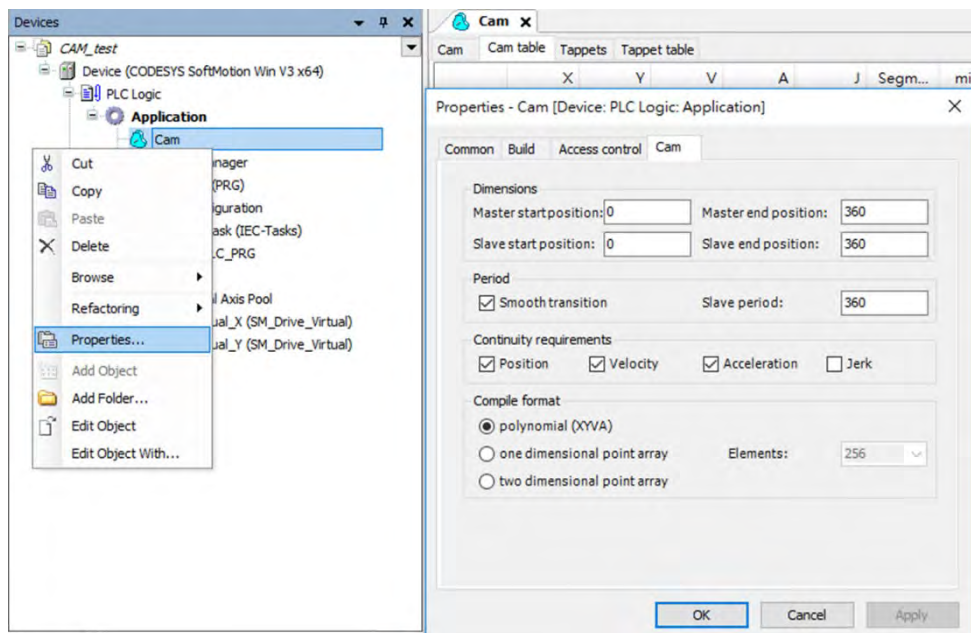 Devices
CAM_test
Device (CODESYS SoftMotion Win V3 x64)
PLC Logic
Application
Cam
Cut
Copy
Paste
Delete
Browse
Refactoring
Properties...
Add Object
Add Folder...
Edit Object
Edit Object With...
nager
(PRG)
iguration
ask (IEC-Tasks)
LC_PRG
l Axis Pool
ual_X (SM_Drive_Virtual)
ual_Y (SM_Drive_Virtual)
Cam
Cam Cam table Tappets Tappet table
X Y V A J Segm... mi
Properties - Cam [Device: PLC Logic: Application]
Common Build Access control Cam
Dimensions
Master start position: 0 Master end position: 360
Slave start position: 0 Slave end position: 360
Period
Smooth transition Slave period: 360
Continuity requirements
Position Velocity Acceleration Jerk
Compile format
polynomial (XYVA)
one dimensional point array Elements: 256
two dimensional point array
OK Cancel Apply